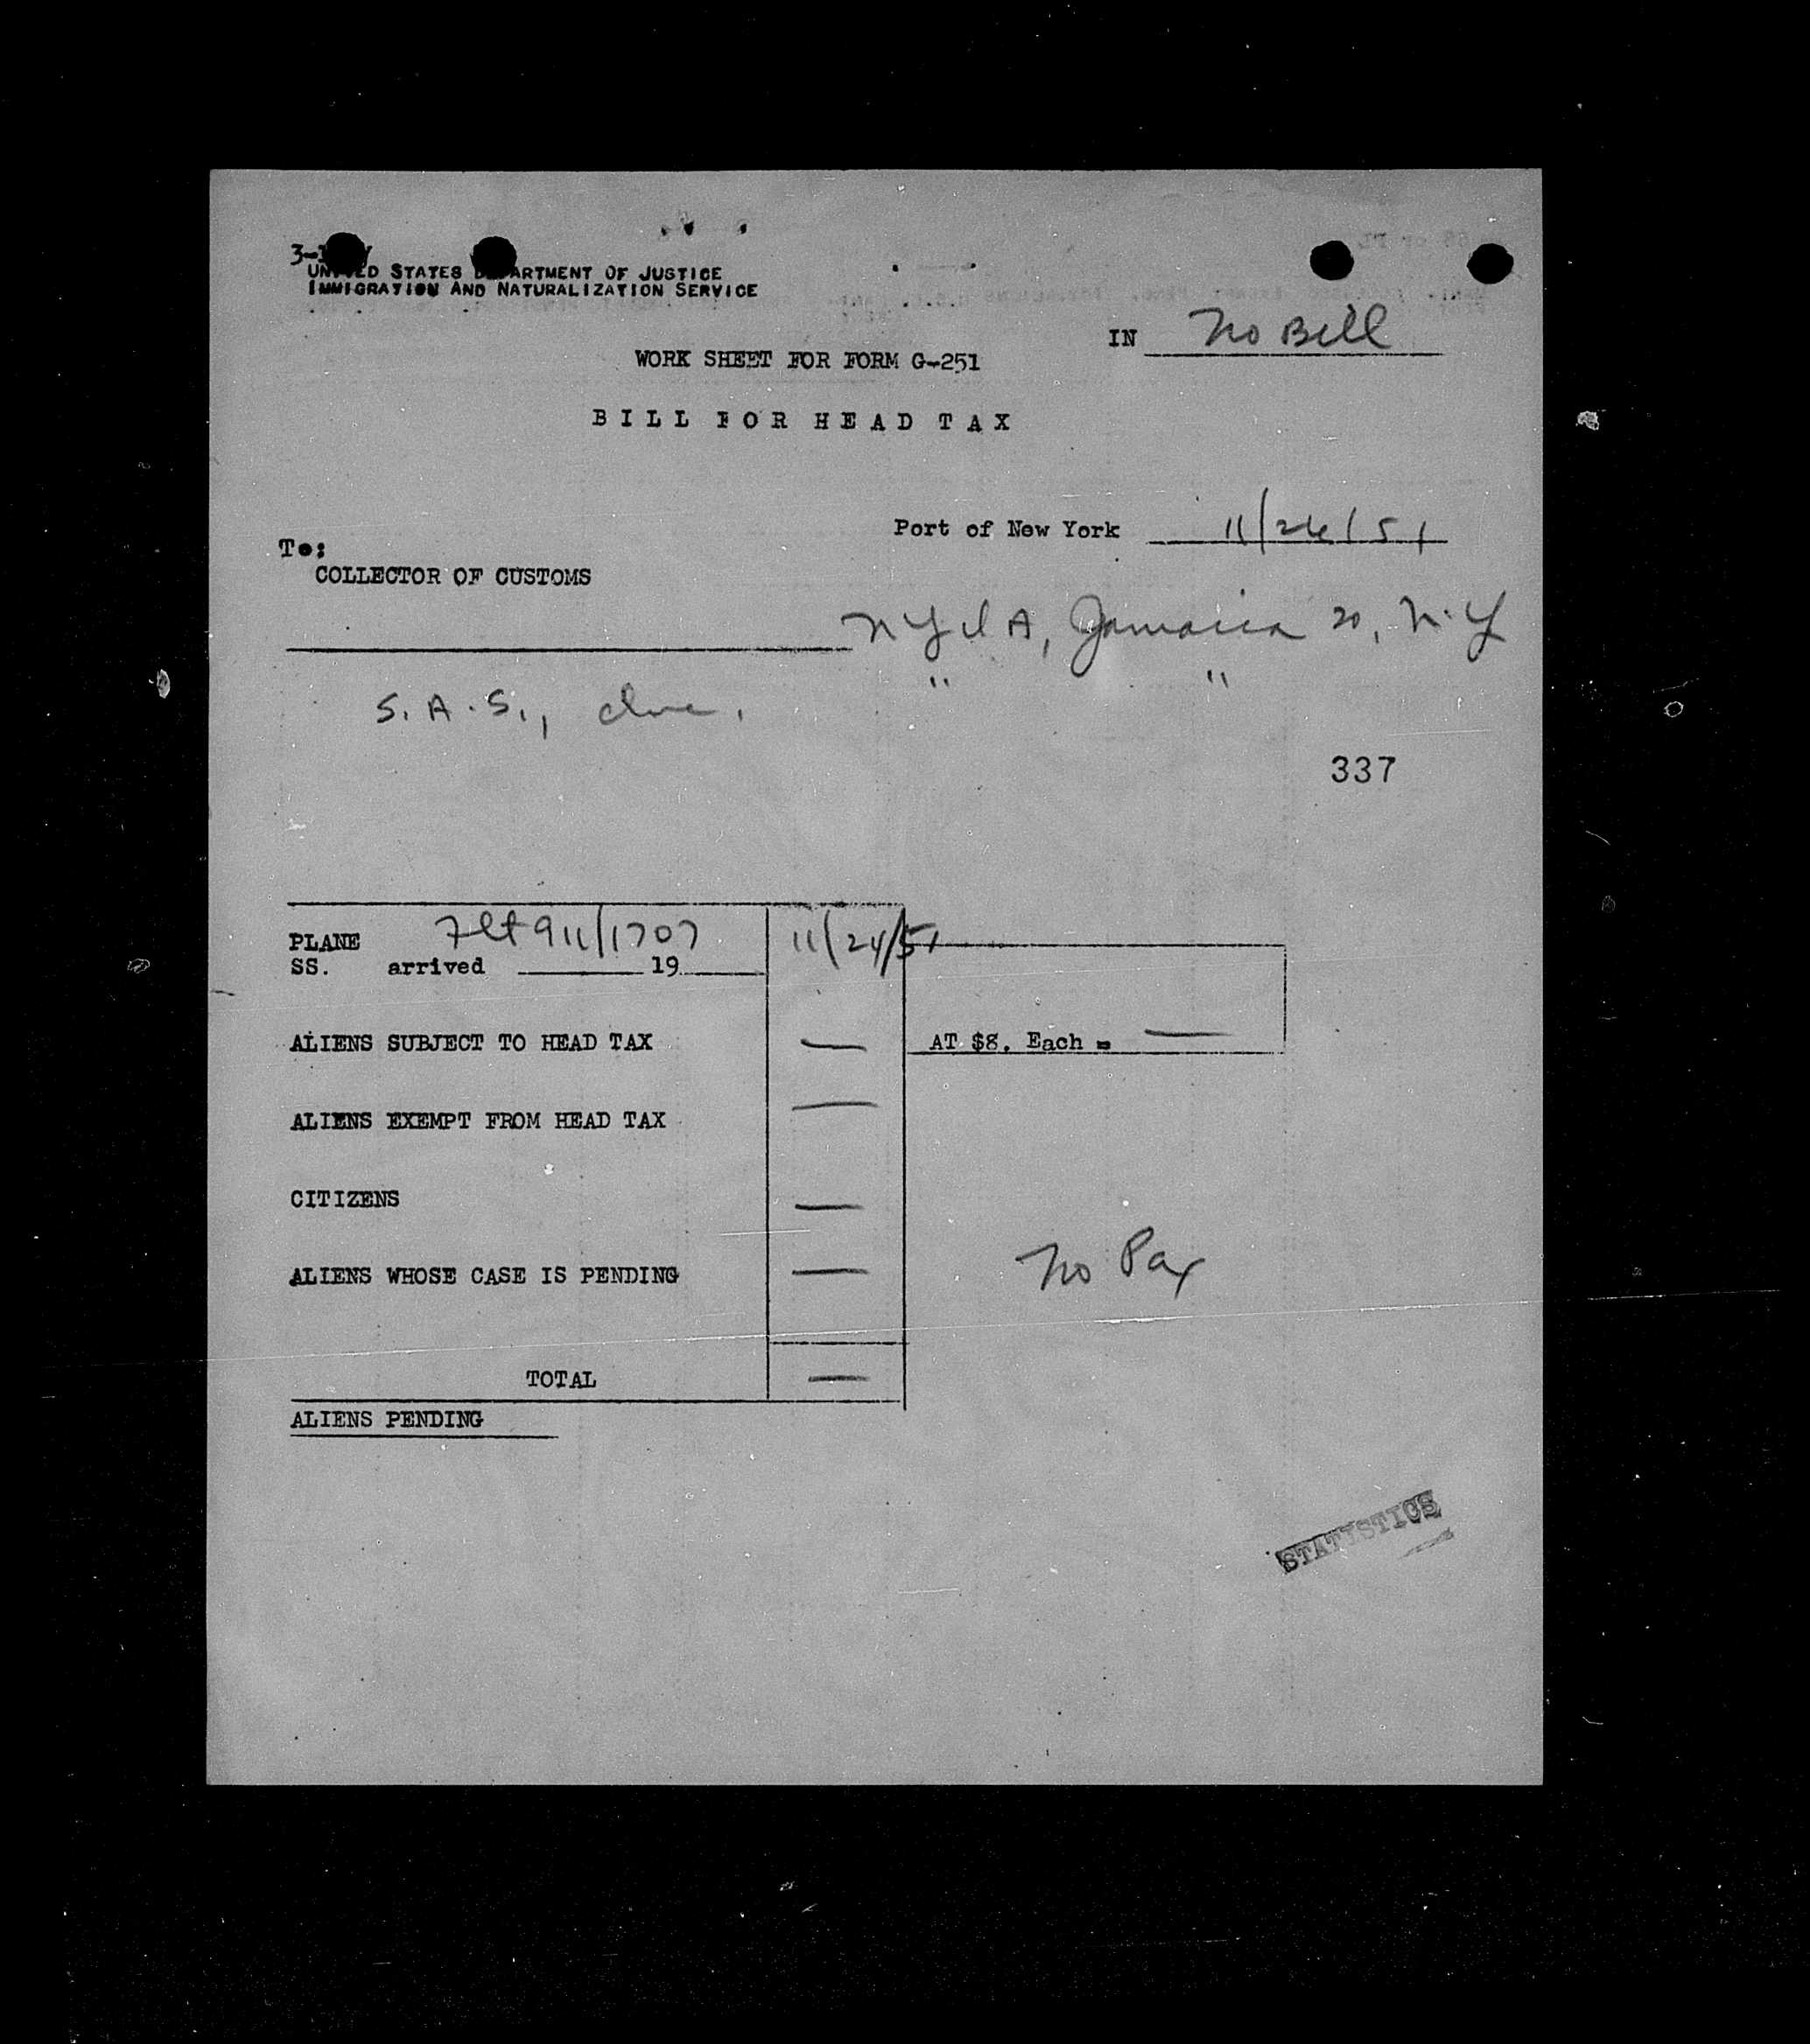 UNITED STATES DEPARTMENT OF JUSTICE
IMMIGRATION AND NATURALIZATION SERVICE
IN No Bill
WORK SHEET FOR FORM G-251
BILL FOR HEAD TAX
Port of New York 11/26/51
To:
COLLECTOR OF CUSTOMS
NYIA, Jamaica 20, N.Y
" "
S.A.S., Inc.
337
PLANE Flt 911/1707 11/24/51
SS. arrived 19
ALIENS SUBJECT TO HEAD TAX — AT $8. Each = —
ALIENS EXEMPT FROM HEAD TAX —
CITIZENS —
ALIENS WHOSE CASE IS PENDING —
No Pax
TOTAL —
ALIENS PENDING
STATISTICS